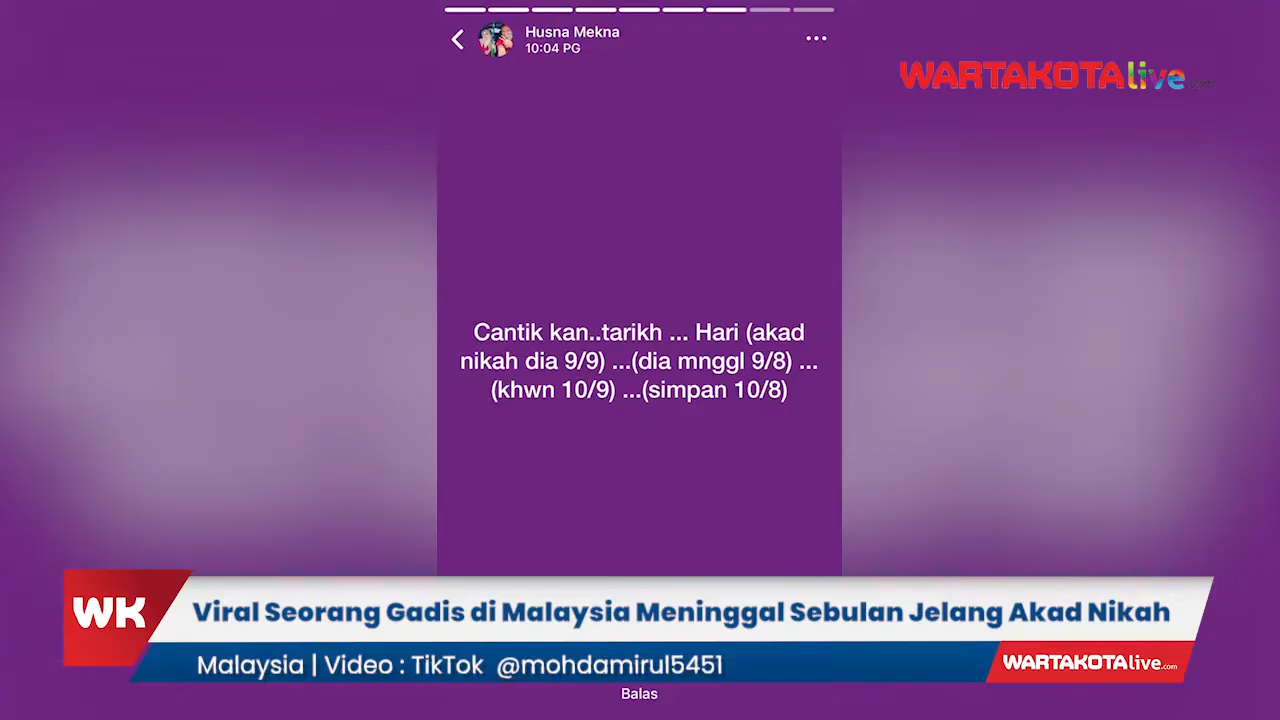 Husna Mekna
10:04 PG
WARTAKOTAlive.com
Cantik kan..tarikh ... Hari (akad
nikah dia 9/9) ...(dia mnggl 9/8) ...
(khwn 10/9) ...(simpan 10/8)
WK
Viral Seorang Gadis di Malaysia Meninggal Sebulan Jelang Akad Nikah
Malaysia | Video : TikTok @mohdamirul5451
WARTAKOTAlive.com
Balas